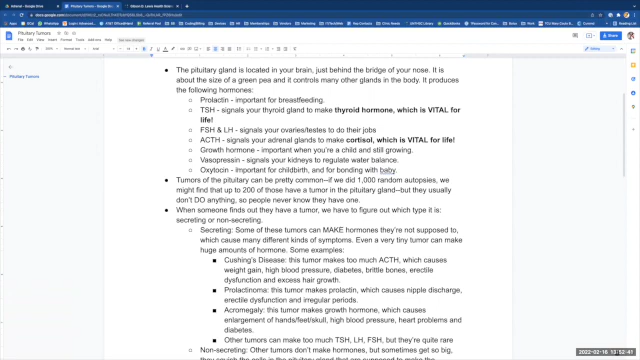 Pituitary Tumors
File Edit View Insert Format Tools
Share
Editing
Pituitary Tumors
• The pituitary gland is located in your brain, just behind the bridge of your nose. It
is about the size of a green pea and it controls many other glands in the body. It produces
the following hormones:
○ Prolactin - important for breastfeeding.
○ TSH - signals your thyroid gland to make thyroid hormone, which is VITAL for
life!
○ FSH & LH - signals your ovaries/testes to do their jobs
○ ACTH - signals your adrenal glands to make cortisol, which is VITAL for life!
○ Growth hormone - important when you're a child and still growing.
○ Vasopressin - signals your kidneys to regulate water balance.
○ Oxytocin - important for childbirth, and for bonding with baby.
• Tumors of the pituitary can be pretty common—if we did 1,000 random autopsies, we
might find that up to 200 of those have a tumor in the pituitary gland—but they usually
don't DO anything, so people never know they have one.
• When someone finds out they have a tumor, we have to figure out which type it is:
secreting or non-secreting.
○ Secreting: Some of these tumors can MAKE hormones they're not supposed to,
which cause many different kinds of symptoms. Even a very tiny tumor can make
huge amounts of hormone. Some examples:
■ Cushing's Disease: this tumor makes too much ACTH, which causes
weight gain, high blood pressure, diabetes, brittle bones, erectile
dysfunction and excess hair growth.
■ Prolactinoma: this tumor makes prolactin, which causes nipple discharge,
erectile dysfunction and irregular periods.
■ Acromegaly: this tumor makes growth hormone, which causes
enlargement of hands/feet/skull, high blood pressure, heart problems and
diabetes.
■ Other tumors can make too much TSH, LH, FSH, but they're quite rare
○ Non-secreting: Other tumors don't make hormones, but sometimes get so big,
2022-02-16 13:52:41